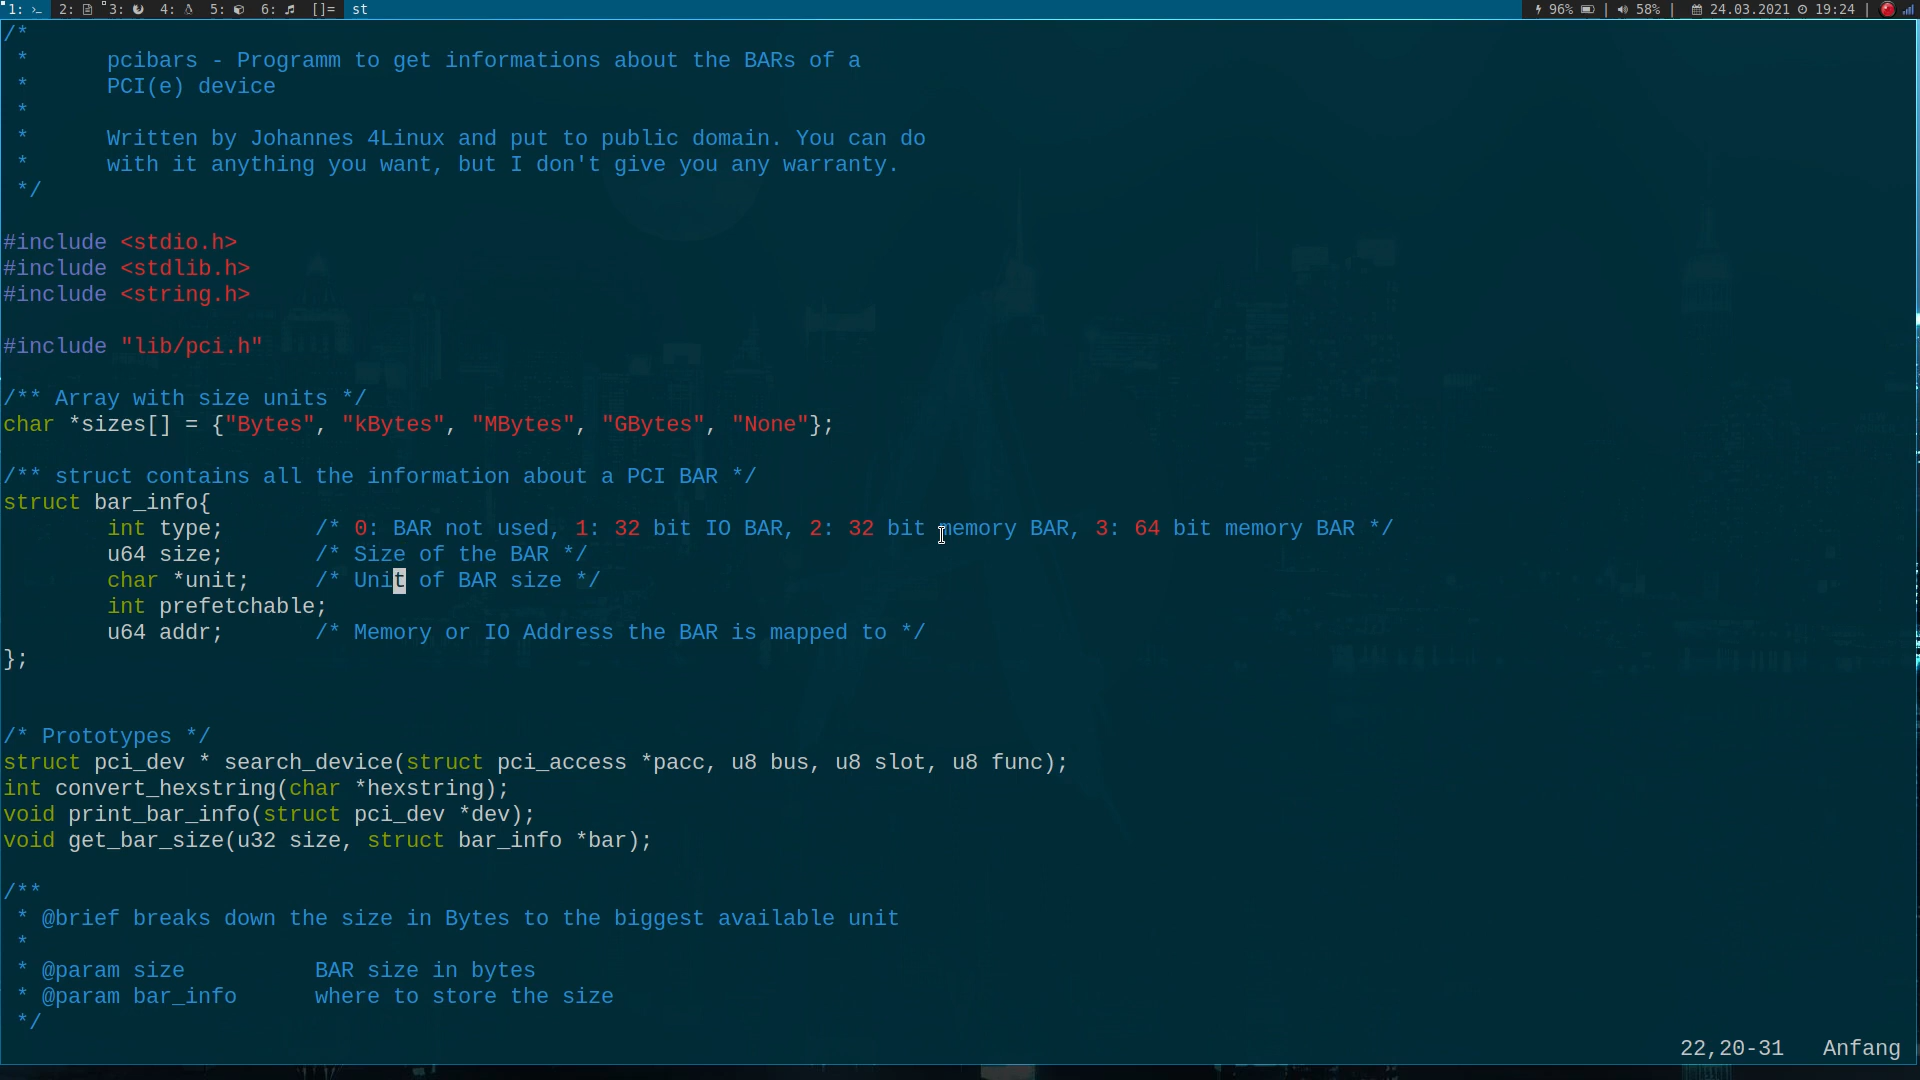 1: 2: 3: 4: 5: 6: []= st 96% | 58% | 24.03.2021 19:24 |
/*
 *      pcibars - Programm to get informations about the BARs of a
 *      PCI(e) device
 *
 *      Written by Johannes 4Linux and put to public domain. You can do
 *      with it anything you want, but I don't give you any warranty.
 */
#include <stdio.h>
#include <stdlib.h>
#include <string.h>
#include "lib/pci.h"
/** Array with size units */
char *sizes[] = {"Bytes", "kBytes", "MBytes", "GBytes", "None"};
/** struct contains all the information about a PCI BAR */
struct bar_info{
        int type;       /* 0: BAR not used, 1: 32 bit IO BAR, 2: 32 bit memory BAR, 3: 64 bit memory BAR */
        u64 size;       /* Size of the BAR */
        char *unit;     /* Unit of BAR size */
        int prefetchable;
        u64 addr;       /* Memory or IO Address the BAR is mapped to */
};
/* Prototypes */
struct pci_dev * search_device(struct pci_access *pacc, u8 bus, u8 slot, u8 func);
int convert_hexstring(char *hexstring);
void print_bar_info(struct pci_dev *dev);
void get_bar_size(u32 size, struct bar_info *bar);
/**
 * @brief breaks down the size in Bytes to the biggest available unit
 *
 * @param size          BAR size in bytes
 * @param bar_info      where to store the size
 */
22,20-31   Anfang